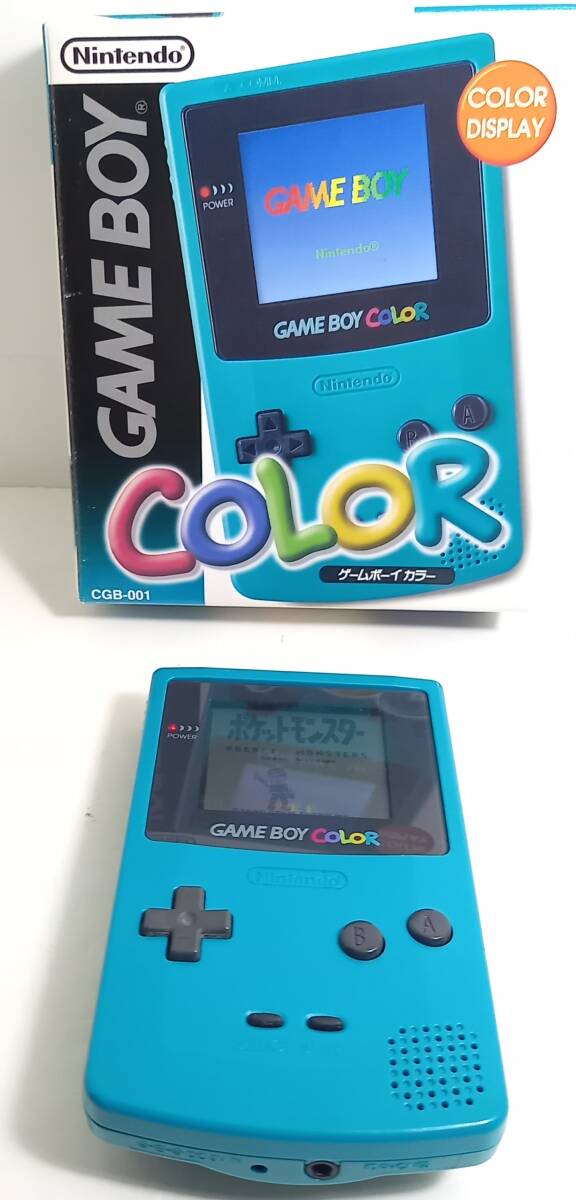 Nintendo
GAME BOY®
COMM.
COLOR
DISPLAY
POWER
GAME BOY
Nintendo®
GAME BOY COLOR
Nintendo
B
A
COLOR
ゲームボーイ カラー
CGB-001
POWER
ポケットモンスター
POCKET MONSTERS
GAME BOY COLOR
Nintendo
B
A